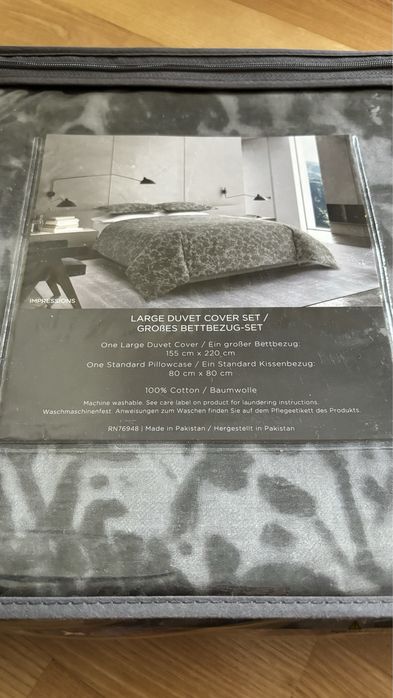 IMPRESSIONS
LARGE DUVET COVER SET /
GROẞES BETTBEZUG-SET
One Large Duvet Cover / Ein großer Bettbezug:
155 cm x 220 cm
One Standard Pillowcase / Ein Standard Kissenbezug:
80 cm x 80 cm
100% Cotton / Baumwolle
Machine washable. See care label on product for laundering instructions.
Waschmaschinenfest. Anweisungen zum Waschen finden Sie auf dem Pflegeetikett des Produkts.
RN76948 | Made in Pakistan / Hergestellt in Pakistan